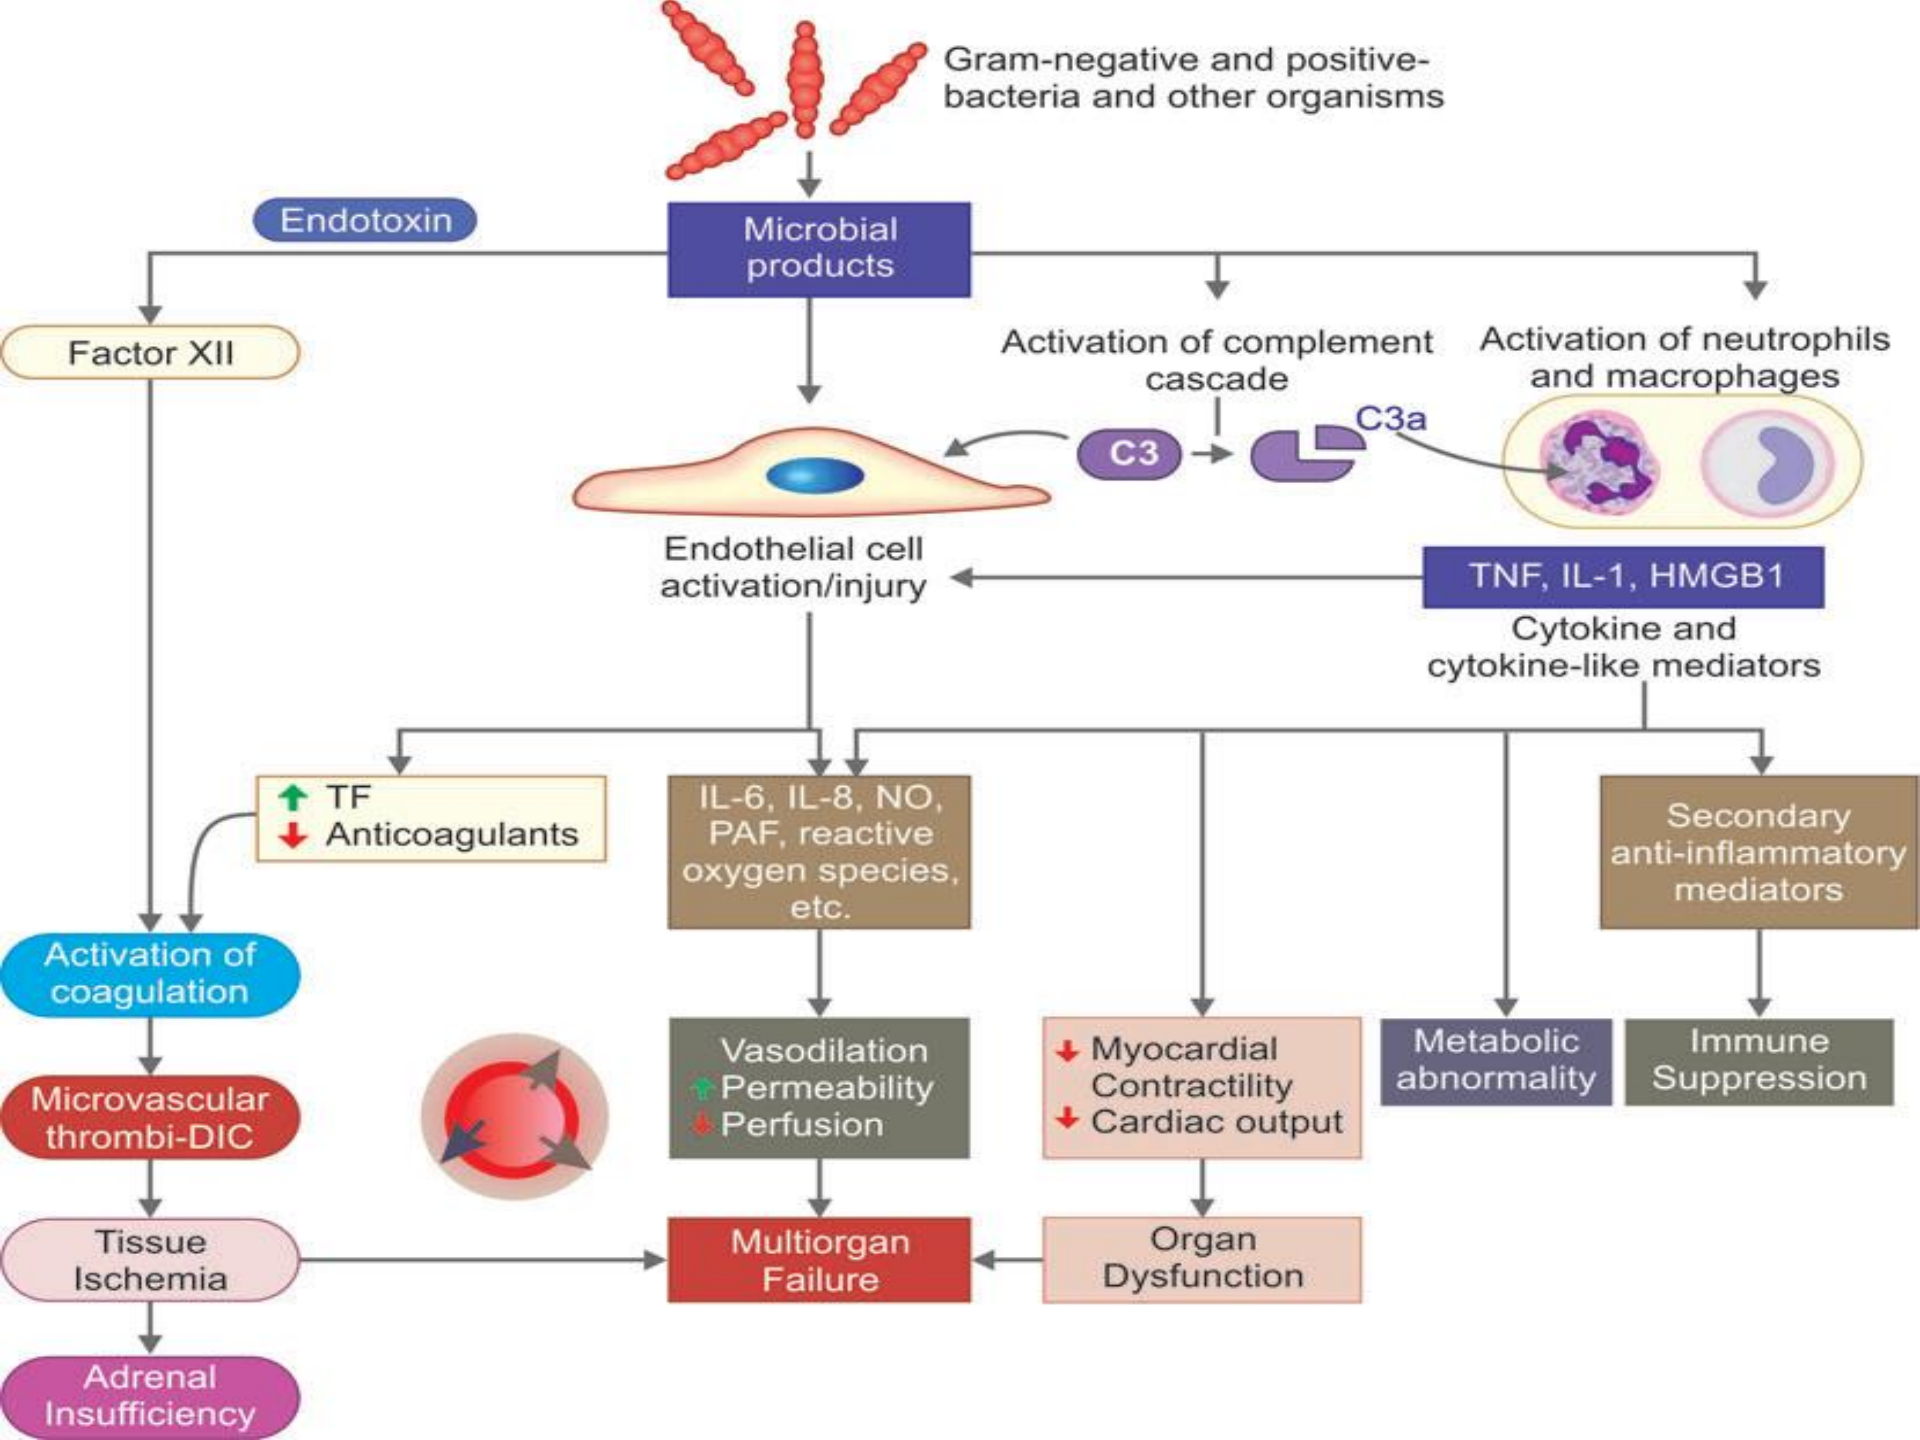 Gram-negative and positive-
bacteria and other organisms
Endotoxin
Microbial
products
Factor XII
Activation of complement
cascade
Activation of neutrophils
and macrophages
C3
C3a
Endothelial cell
activation/injury
TNF, IL-1, HMGB1
Cytokine and
cytokine-like mediators
TF
Anticoagulants
IL-6, IL-8, NO,
PAF, reactive
oxygen species,
etc.
Secondary
anti-inflammatory
mediators
Activation of
coagulation
Microvascular
thrombi-DIC
Vasodilation
Permeability
Perfusion
Myocardial
Contractility
Cardiac output
Metabolic
abnormality
Immune
Suppression
Tissue
Ischemia
Multiorgan
Failure
Organ
Dysfunction
Adrenal
Insufficiency